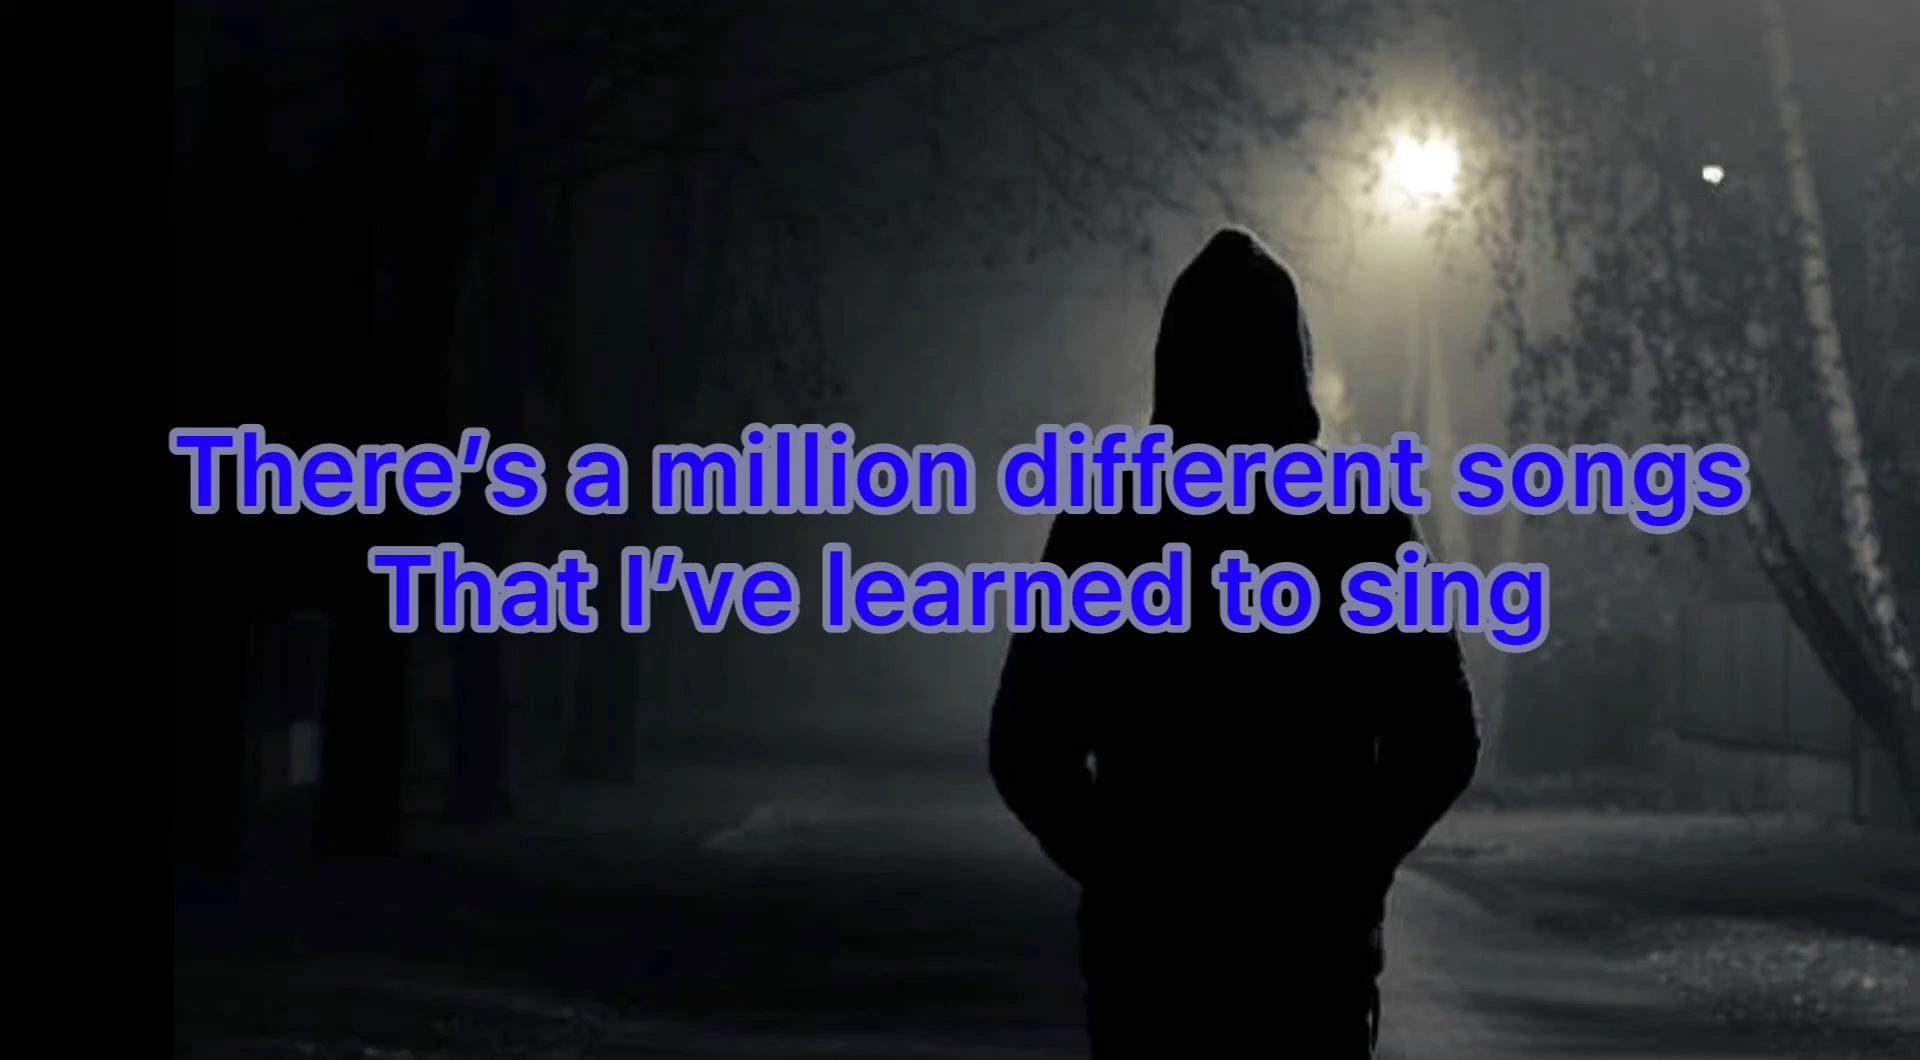 There’s a million different songs
That I’ve learned to sing